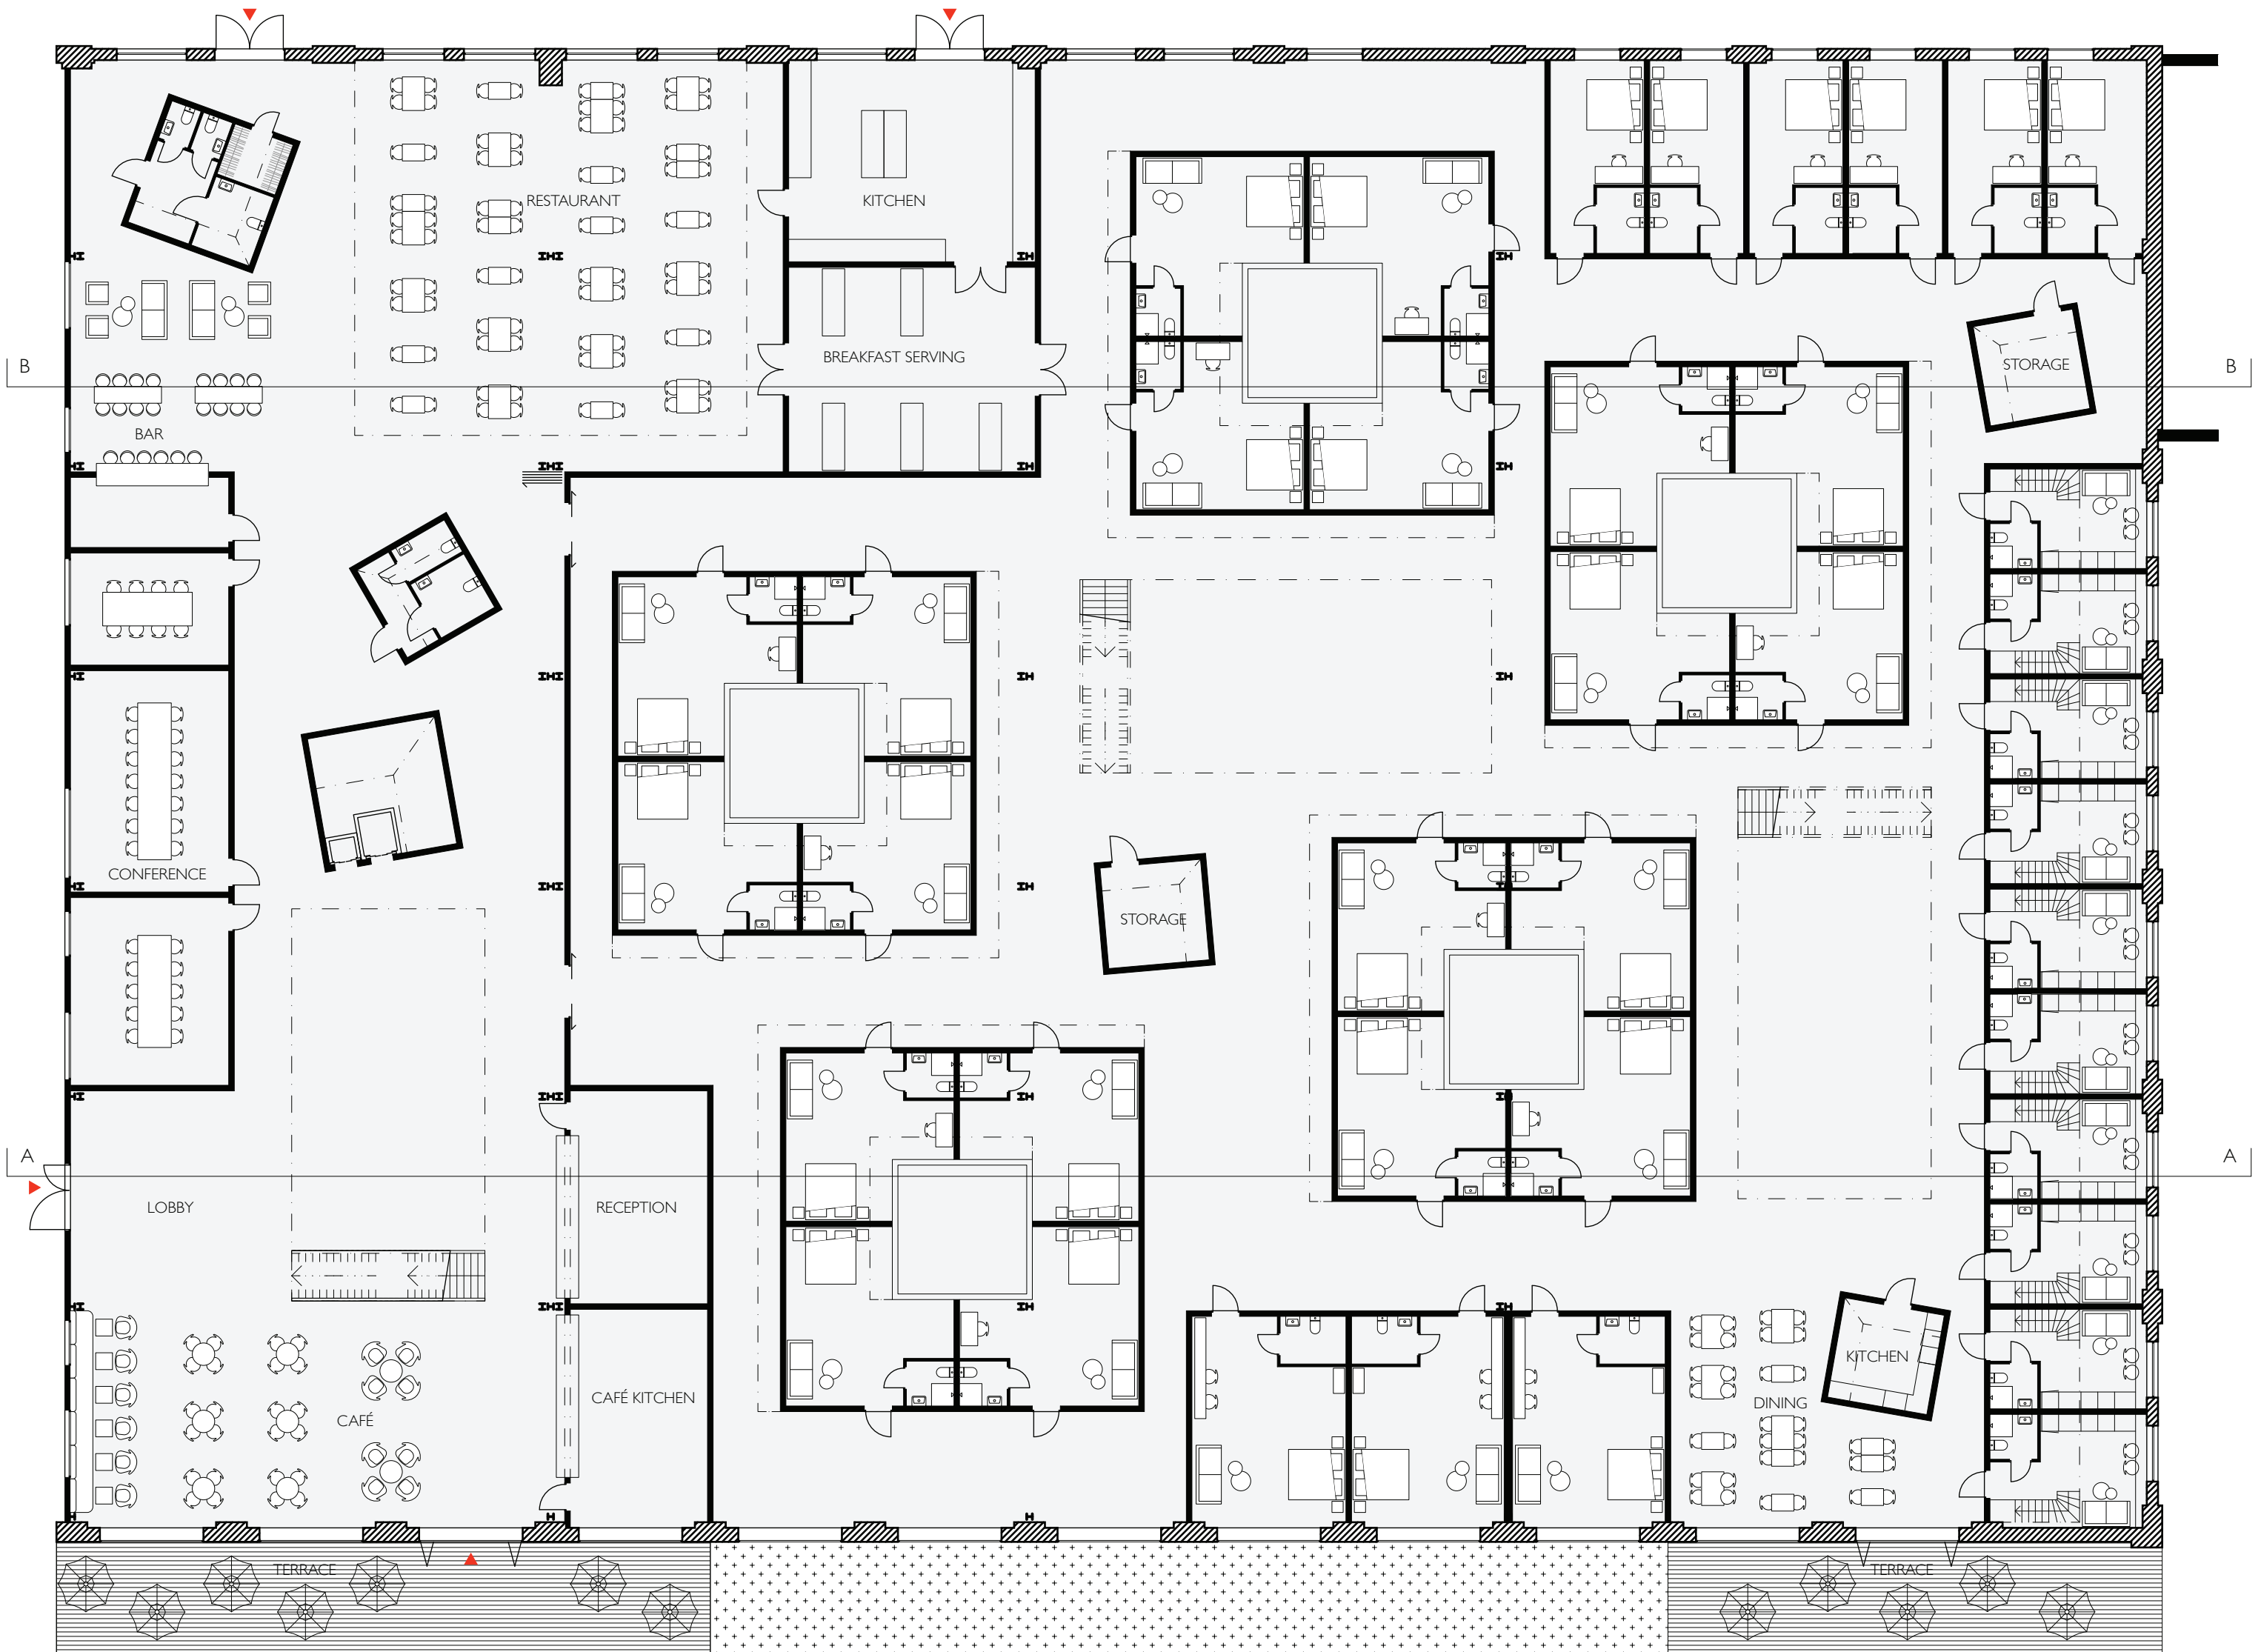 RESTAURANT
KITCHEN
BREAKFAST SERVING
B
B
STORAGE
BAR
CONFERENCE
STORAGE
A
A
LOBBY
RECEPTION
KITCHEN
CAFÉ KITCHEN
DINING
CAFÉ
TERRACE
TERRACE